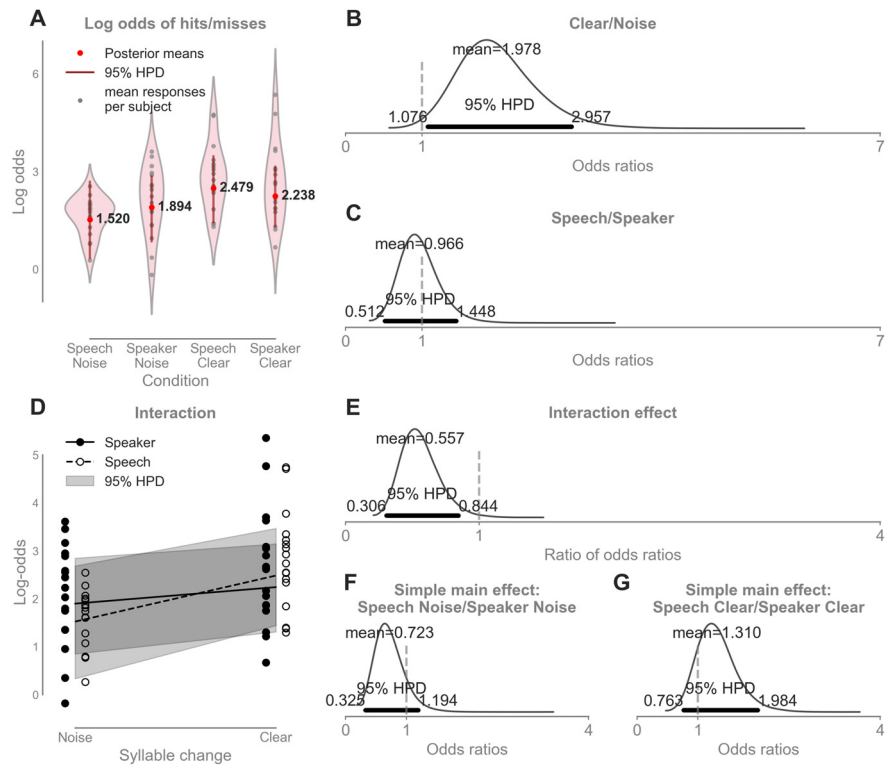 A
Log odds of hits/misses
Posterior means
95% HPD
mean responses
per subject
Log odds
6
3
0
1.520
1.894
2.479
2.238
Speech
Noise
Speaker
Noise
Speech
Clear
Speaker
Clear
Condition
B
Clear/Noise
mean=1.978
95% HPD
1.076
2.957
0
1
7
Odds ratios
C
Speech/Speaker
mean=0.966
95% HPD
0.512
1.448
0
1
7
Odds ratios
D
Interaction
Speaker
Speech
95% HPD
Log-odds
5
4
3
2
1
0
Noise
Clear
Syllable change
E
Interaction effect
mean=0.557
95% HPD
0.306
0.844
0
1
4
Ratio of odds ratios
F
Simple main effect:
Speech Noise/Speaker Noise
mean=0.723
95% HPD
0.325
1.194
0
1
4
Odds ratios
G
Simple main effect:
Speech Clear/Speaker Clear
mean=1.310
95% HPD
0.763
1.984
0
1
4
Odds ratios